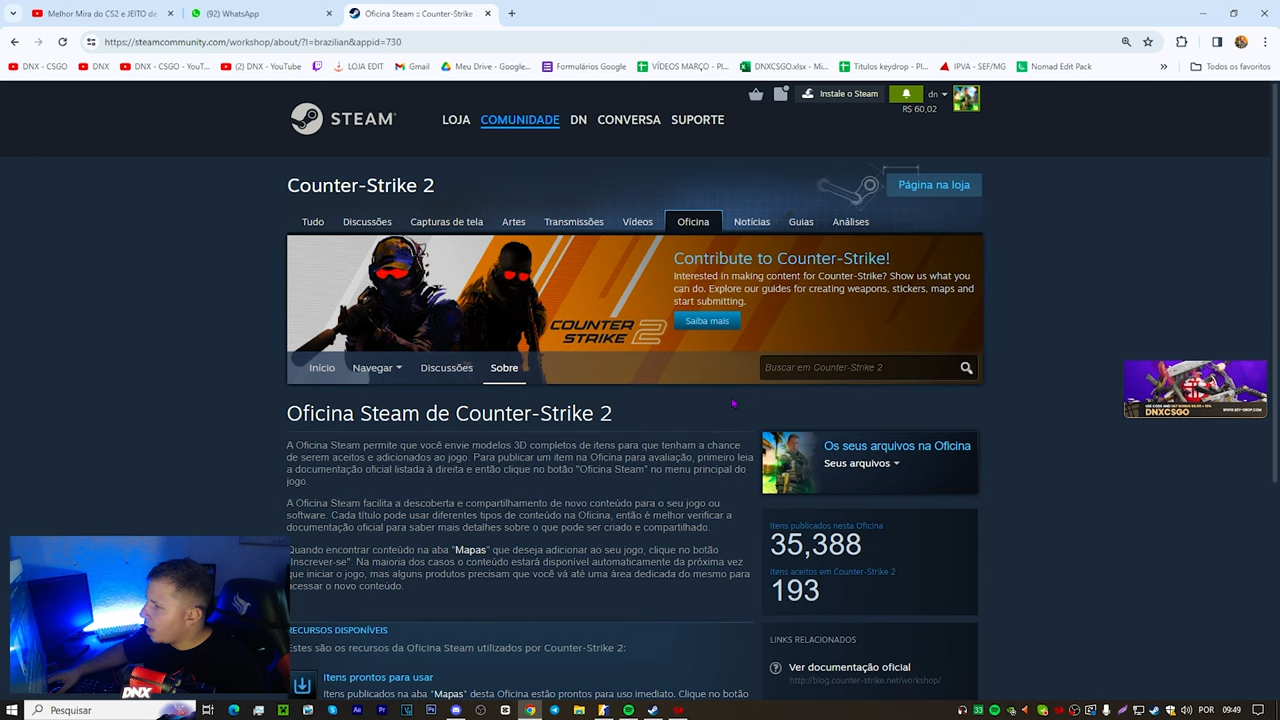 Melhor Mira do CS2 e JEITO de
(92) WhatsApp
Oficina Steam :: Counter-Strike
https://steamcommunity.com/workshop/about/?l=brazilian&appid=730
DNX - CSGO
DNX
DNX - CSGO - YouT...
(2) DNX - YouTube
LOJA EDIT
Gmail
Meu Drive - Google...
Formulários Google
VÍDEOS MARÇO - Pl...
DNXCSGO.xlsx - Mi...
Titulos keydrop - Pl...
IPVA - SEF/MG
Nomad Edit Pack
Todos os favoritos
STEAM
LOJA
COMUNIDADE
DN
CONVERSA
SUPORTE
Instale o Steam
dn
R$ 60,02
Counter-Strike 2
Página na loja
Tudo
Discussões
Capturas de tela
Artes
Transmissões
Vídeos
Oficina
Notícias
Guias
Análises
Contribute to Counter-Strike!
Interested in making content for Counter-Strike? Show us what you
can do. Explore our guides for creating weapons, stickers, maps and
start submitting.
Saiba mais
COUNTER
STRIKE 2
Início
Navegar
Discussões
Sobre
Buscar em Counter-Strike 2
Oficina Steam de Counter-Strike 2
A Oficina Steam permite que você envie modelos 3D completos de itens para que tenham a chance
de serem aceitos e adicionados ao jogo. Para publicar um item na Oficina para avaliação, primeiro leia
a documentação oficial listada à direita e então clique no botão "Oficina Steam" no menu principal do
jogo.
A Oficina Steam facilita a descoberta e compartilhamento de novo conteúdo para o seu jogo ou
software. Cada título pode usar diferentes tipos de conteúdo na Oficina, então é melhor verificar a
documentação oficial para saber mais detalhes sobre o que pode ser criado e compartilhado.
Quando encontrar conteúdo na aba "Mapas" que deseja adicionar ao seu jogo, clique no botão
"Inscrever-se". Na maioria dos casos o conteúdo estará disponível automaticamente da próxima vez
que iniciar o jogo, mas alguns produtos precisam que você vá até uma área dedicada do mesmo para
acessar o novo conteúdo.
RECURSOS DISPONÍVEIS
Estes são os recursos da Oficina Steam utilizados por Counter-Strike 2:
Itens prontos para usar
Itens publicados na aba "Mapas" desta Oficina estão prontos para uso imediato. Clique no botão
Os seus arquivos na Oficina
Seus arquivos
Itens publicados nesta Oficina
35,388
Itens aceitos em Counter-Strike 2
193
LINKS RELACIONADOS
Ver documentação oficial
http://blog.counter-strike.net/workshop/
DNXCSGO
WWW.KEY-DROP.COM
DNX
Pesquisar
33
POR
09:49